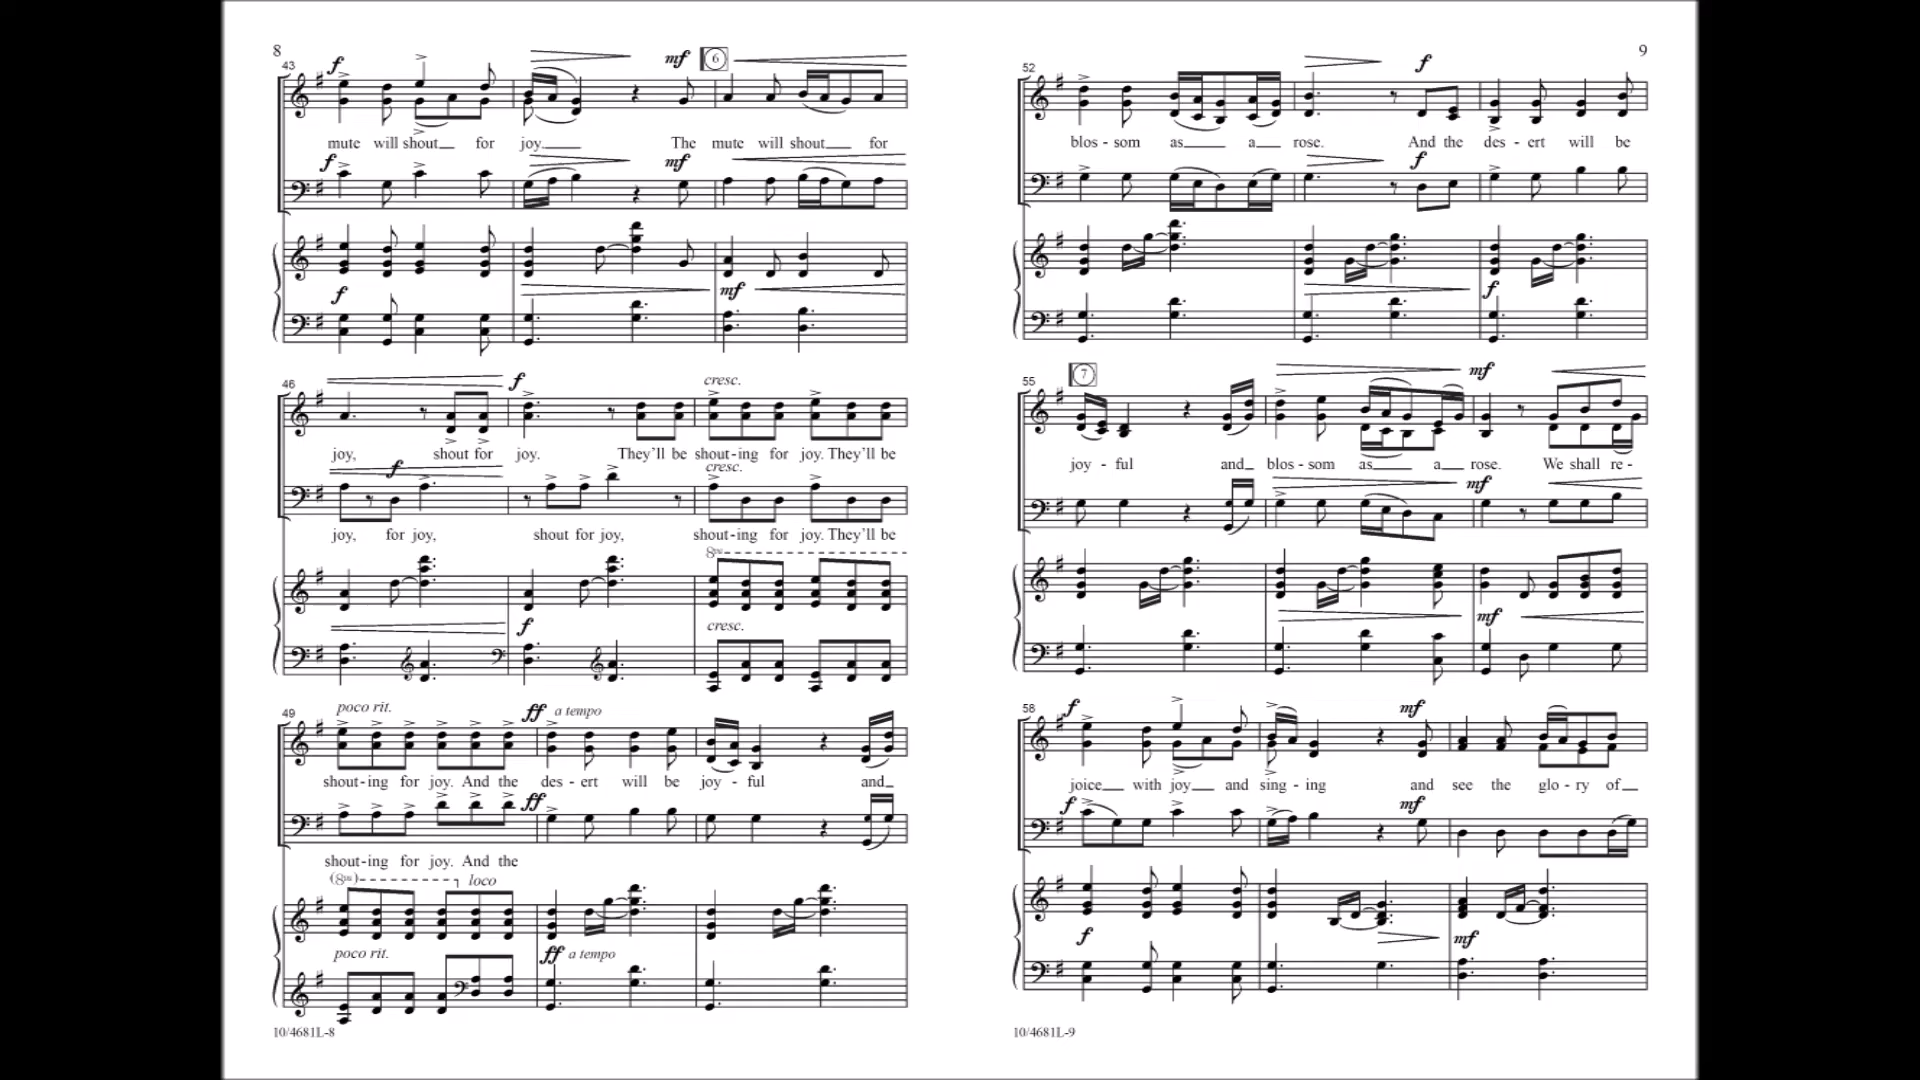 8
43
f
mf
6
mute will shout for joy. The mute will shout for
f
mf
f
mf
46
f
cresc.
joy, shout for joy. They'll be shout-ing for joy. They'll be
f
cresc.
joy, for joy, shout for joy, shout-ing for joy. They'll be
8va
f
cresc.
49
poco rit.
ff a tempo
shout-ing for joy. And the des - ert will be joy - ful and
ff
shout-ing for joy. And the
(8va)
loco
poco rit.
ff a tempo
10/4681L-8
9
52
f
blos - som as a rose. And the des - ert will be
f
f
55
7
mf
joy - ful and blos - som as a rose. We shall re -
mf
mf
58
f
mf
joice with joy and sing - ing and see the glo - ry of
f
mf
f
mf
10/4681L-9